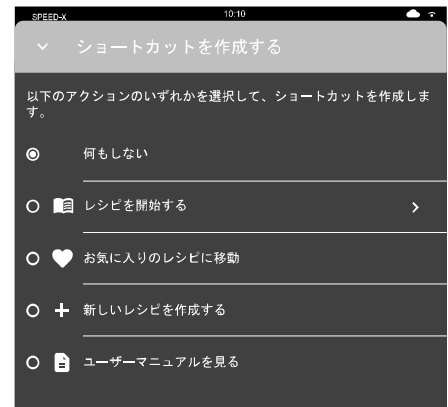 SPEED-X 10:10
ショートカットを作成する
以下のアクションのいずれかを選択して、ショートカットを作成しま
す。
何もしない
レシピを開始する
お気に入りのレシピに移動
新しいレシピを作成する
ユーザーマニュアルを見る